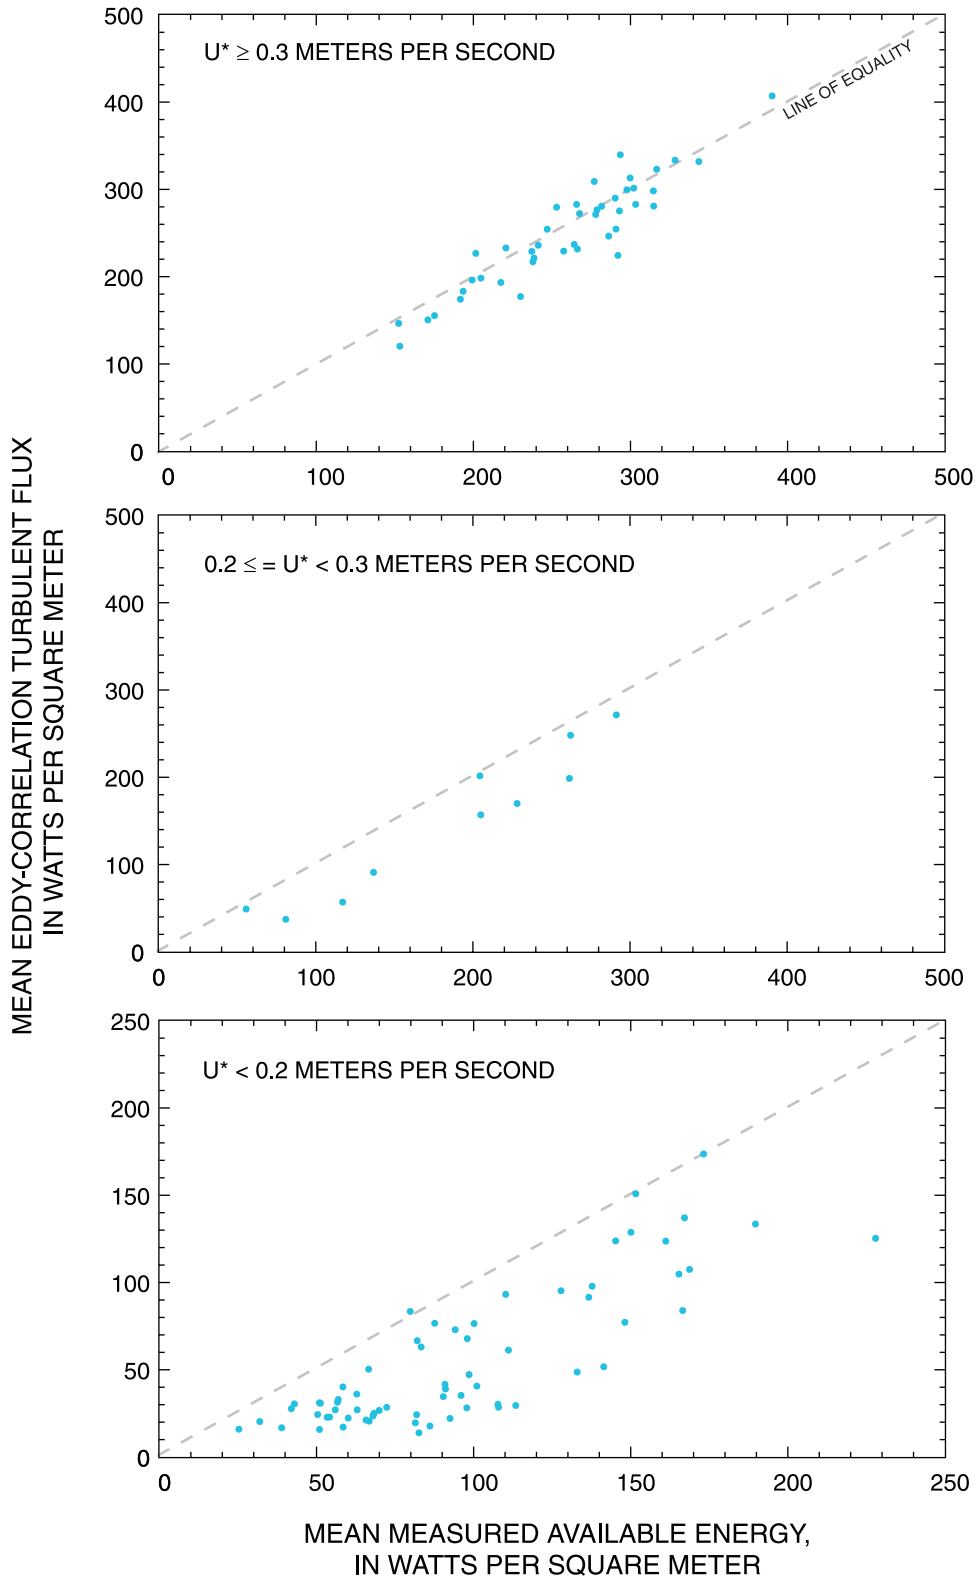 MEAN EDDY-CORRELATION TURBULENT FLUX
IN WATTS PER SQUARE METER
500
400
300
200
100
0
U* ≥ 0.3 METERS PER SECOND
LINE OF EQUALITY
0 100 200 300 400 500
500
400
300
200
100
0
0.2 ≤ = U* < 0.3 METERS PER SECOND
0 100 200 300 400 500
250
200
150
100
50
0
U* < 0.2 METERS PER SECOND
0 50 100 150 200 250
MEAN MEASURED AVAILABLE ENERGY,
IN WATTS PER SQUARE METER